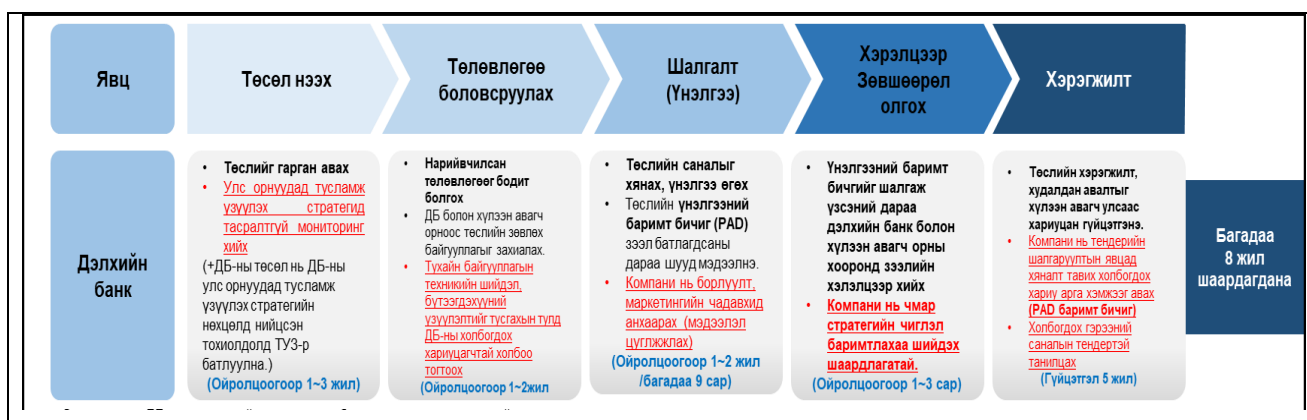 Явц
Төсөл нээх
Төлөвлөгөө
боловсруулах
Шалгалт
(Үнэлгээ)
Хэрэлцээр
Зөвшөөрөл
олгох
Хэрэгжилт
Дэлхийн
банк
• Төслийг гарган авах
• Улс орнуудад тусламж
үзүүлэх стратегид
тасралтгүй мониторинг
хийх
(+ДБ-ны төсөл нь ДБ-ны
улс орнуудад тусламж
үзүүлэх стратегийн
нөхцөлд нийцсэн
тохиолдолд ТУЗ-р
батлуулна.)
(Ойролцоогоор 1~3 жил)
• Нарийвчилсан
төлөвлөгөөг бодит
болгох
• ДБ болон хүлээн авагч
орноос төслийн зөвлөх
байгууллагыг захиалах.
• Тухайн байгууллагын
техникийн шийдэл,
бүтээгдэхүүний
үзүүлэлтийг тусгахын тулд
ДБ-ны холбогдох
хариуцагчтай холбоо
тогтоох
(Ойролцоогоор 1~2жил
• Төслийн саналыг
хянах, үнэлгээ өгөх
• Төслийн үнэлгээний
баримт бичиг (PAD)
зээл батлагдсаны
дараа шууд мэдээлнэ.
• Компани нь борлуулт,
маркетингийн чадавхид
анхаарах (мэдээлэл
цуглжклах)
(Ойролцоогоор 1~2 жил
/багадаа 9 сар)
• Үнэлгээний баримт
бичгийг шалгаж
үзсэний дараа
дэлхийн банк болон
хүлээн авагч орны
хооронд зээлийн
хэлэлцээр хийх
• Компани нь чмар
стратегийн чиглэл
баримтлахаа шийдэх
шаардлагатай.
(Ойролцоогоор 1~3 сар)
• Төслийн хэрэгжилт,
худалдан авалтыг
хүлээн авагч улсаас
хариуцан гүйцэтгэнэ.
• Компани нь тендерийн
шалгаруултын явцад
хяналт тавих холбогдох
хариу арга хэмжээг авах
(PAD баримт бичиг)
• Холбогдох гэрээний
саналын тендертэй
танилцах
(Гүйцэтгэл 5 жил)
Багадаа
8 жил
шаардагдана